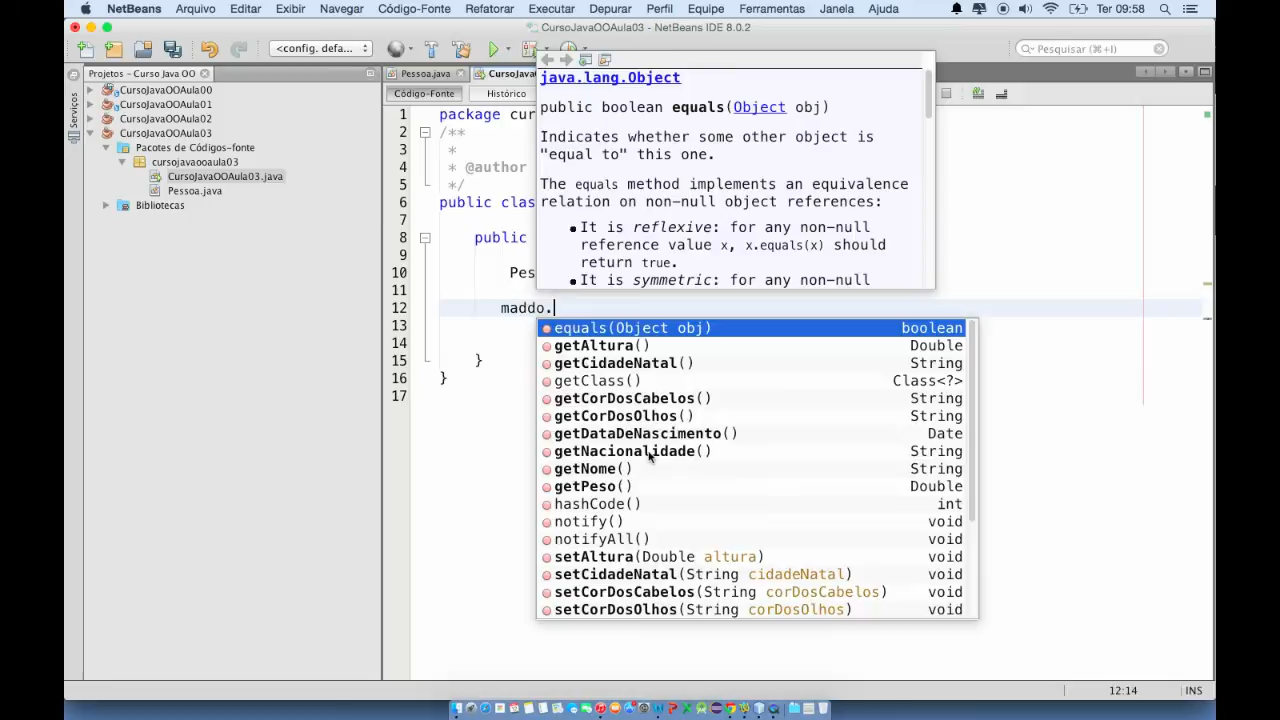 NetBeans Arquivo Editar Exibir Navegar Código-Fonte Refatorar Executar Depurar Perfil Equipe Ferramentas Janela Ajuda Ter 09:58
CursoJavaOOAula03 - NetBeans IDE 8.0.2
<config. defa...
Pesquisar (⌘+I)
Projetos - Curso Java OO
Pessoa.java
CursoJava
Serviços
Código-Fonte
Histórico
CursoJavaOOAula00
CursoJavaOOAula01
CursoJavaOOAula02
CursoJavaOOAula03
Pacotes de Códigos-fonte
cursojavaooaula03
CursoJavaOOAula03.java
Pessoa.java
Bibliotecas
1 package cur
2 /**
3 *
4 * @author
5 */
6 public clas
7
8 public
9
10 Pes
11
12 maddo.
13
14
15 }
16 }
17
java.lang.Object
public boolean equals(Object obj)
Indicates whether some other object is
"equal to" this one.
The equals method implements an equivalence
relation on non-null object references:
• It is reflexive: for any non-null
reference value x, x.equals(x) should
return true.
• It is symmetric: for any non-null
equals(Object obj) boolean
getAltura() Double
getCidadeNatal() String
getClass() Class<?>
getCorDosCabelos() String
getCorDosOlhos() String
getDataDeNascimento() Date
getNacionalidade() String
getNome() String
getPeso() Double
hashCode() int
notify() void
notifyAll() void
setAltura(Double altura) void
setCidadeNatal(String cidadeNatal) void
setCorDosCabelos(String corDosCabelos) void
setCorDosOlhos(String corDosOlhos) void
12:14 INS